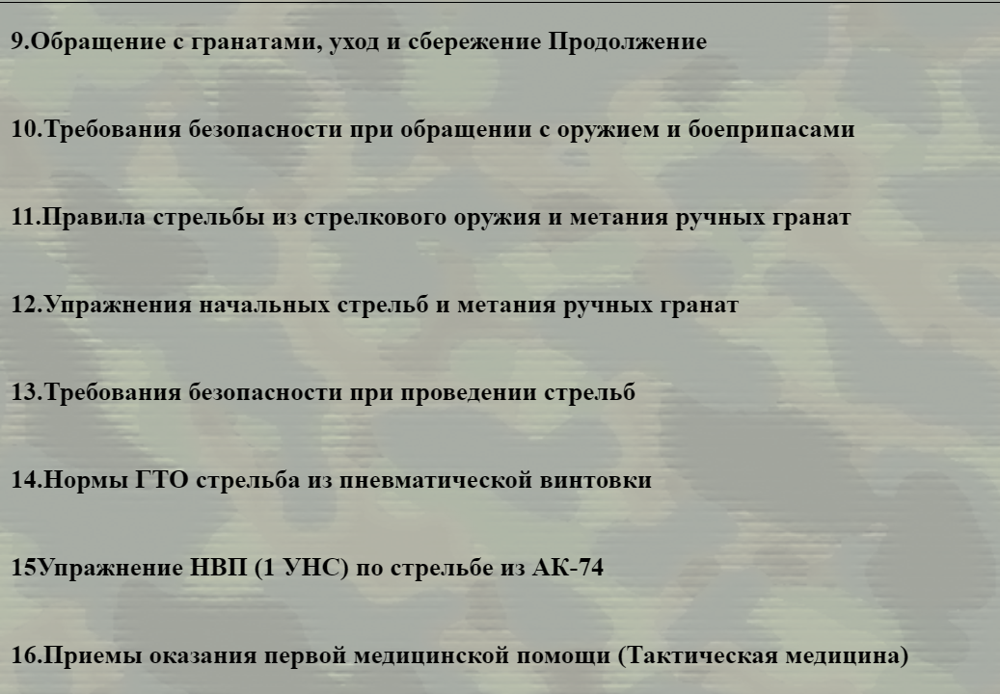 9.Обращение с гранатами, уход и сбережение Продолжение
10.Требования безопасности при обращении с оружием и боеприпасами
11.Правила стрельбы из стрелкового оружия и метания ручных гранат
12.Упражнения начальных стрельб и метания ручных гранат
13.Требования безопасности при проведении стрельб
14.Нормы ГТО стрельба из пневматической винтовки
15Упражнение НВП (1 УНС) по стрельбе из АК-74
16.Приемы оказания первой медицинской помощи (Тактическая медицина)